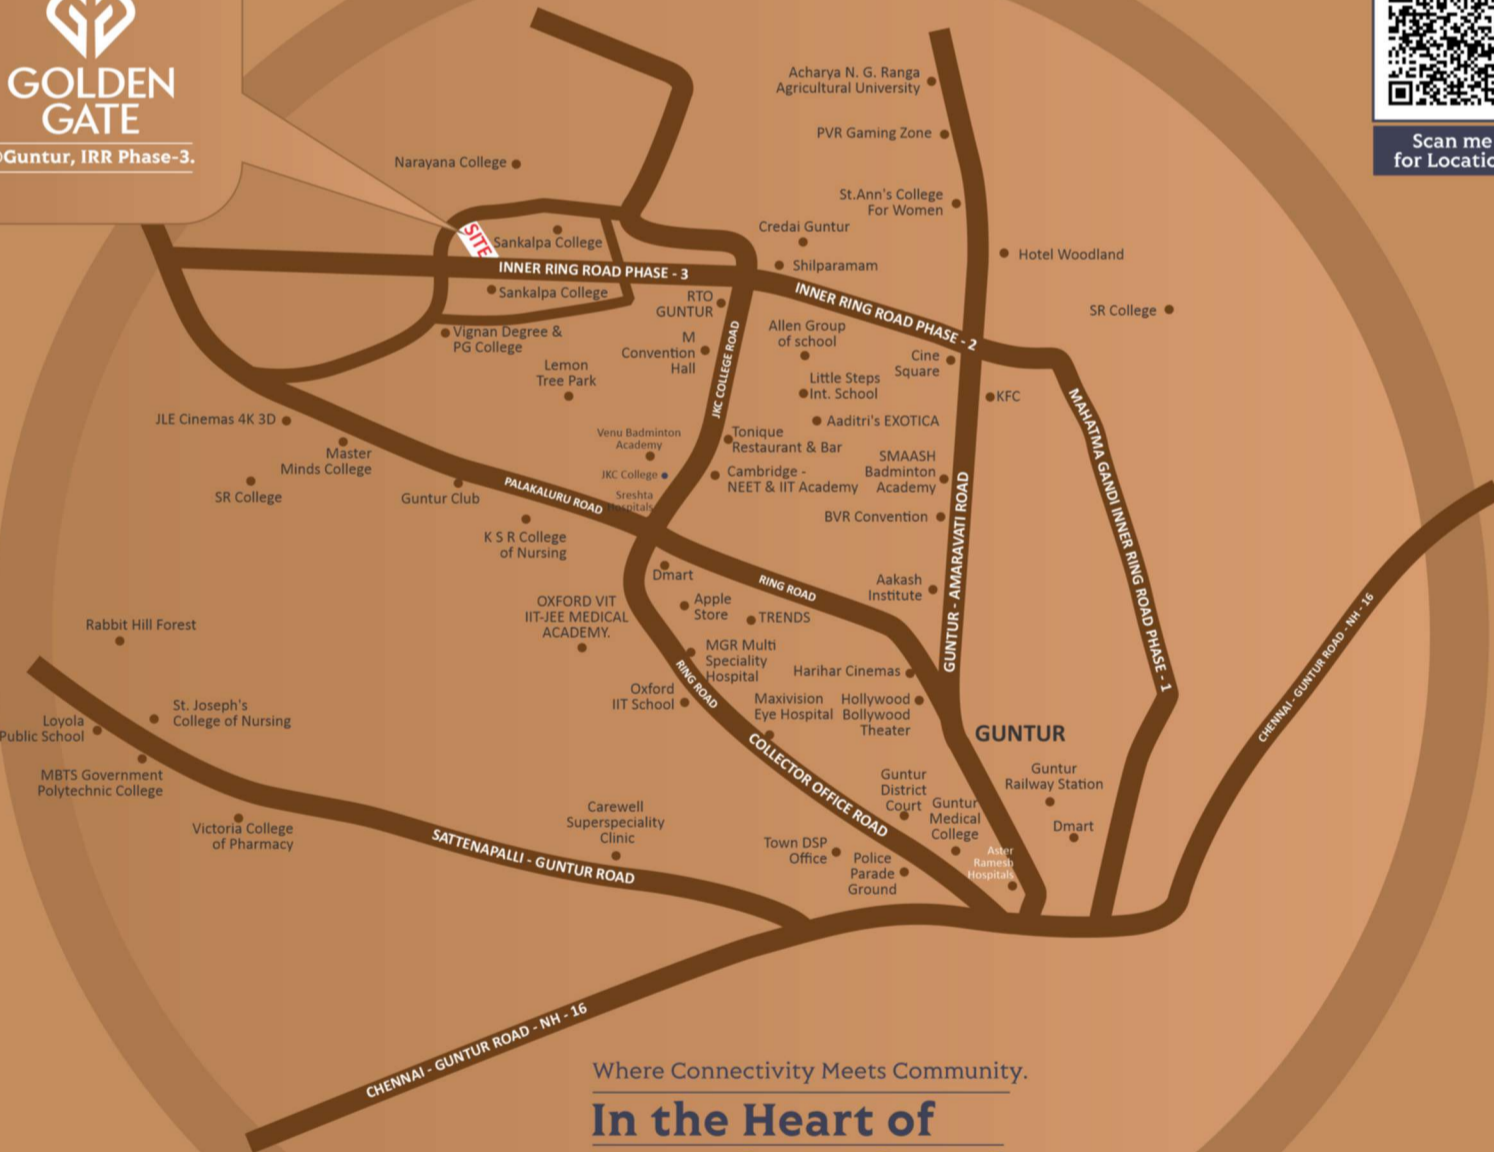 GOLDEN
GATE
@Guntur, IRR Phase-3.
Scan me
for Locatio
Acharya N. G. Ranga
Agricultural University
PVR Gaming Zone
Narayana College
St.Ann's College
For Women
Credai Guntur
Sankalpa College
SITE
Hotel Woodland
Shilparamam
INNER RING ROAD PHASE - 3
Sankalpa College
RTO
GUNTUR
INNER RING ROAD PHASE - 2
SR College
Vignan Degree &
PG College
M
Convention
Hall
JKC COLLEGE ROAD
Allen Group
of school
Cine
Square
Lemon
Tree Park
Little Steps
Int. School
KFC
MAHATMA GANDI INNER RING ROAD PHASE - 1
JLE Cinemas 4K 3D
Aaditri's EXOTICA
Venu Badminton
Academy
Tonique
Restaurant & Bar
Master
Minds College
SMAASH
Badminton
Academy
JKC College
Cambridge -
NEET & IIT Academy
SR College
Guntur Club
PALAKALURU ROAD
Sreshta
Hospitals
BVR Convention
GUNTUR - AMARAVATI ROAD
K S R College
of Nursing
Dmart
RING ROAD
Aakash
Institute
OXFORD VIT
IIT-JEE MEDICAL
ACADEMY.
Apple
Store
TRENDS
Rabbit Hill Forest
MGR Multi
Speciality
Hospital
Harihar Cinemas
CHENNAI - GUNTUR ROAD - NH - 16
RING ROAD
Oxford
IIT School
Maxivision
Eye Hospital
Hollywood
Bollywood
Theater
St. Joseph's
College of Nursing
Loyola
Public School
GUNTUR
COLLECTOR OFFICE ROAD
MBTS Government
Polytechnic College
Guntur
District
Court
Guntur
Railway Station
Guntur
Medical
College
Victoria College
of Pharmacy
Carewell
Superspeciality
Clinic
Dmart
SATTENAPALLI - GUNTUR ROAD
Town DSP
Office
Police
Parade
Ground
Aster
Ramesh
Hospitals
CHENNAI - GUNTUR ROAD - NH - 16
Where Connectivity Meets Community.
In the Heart of